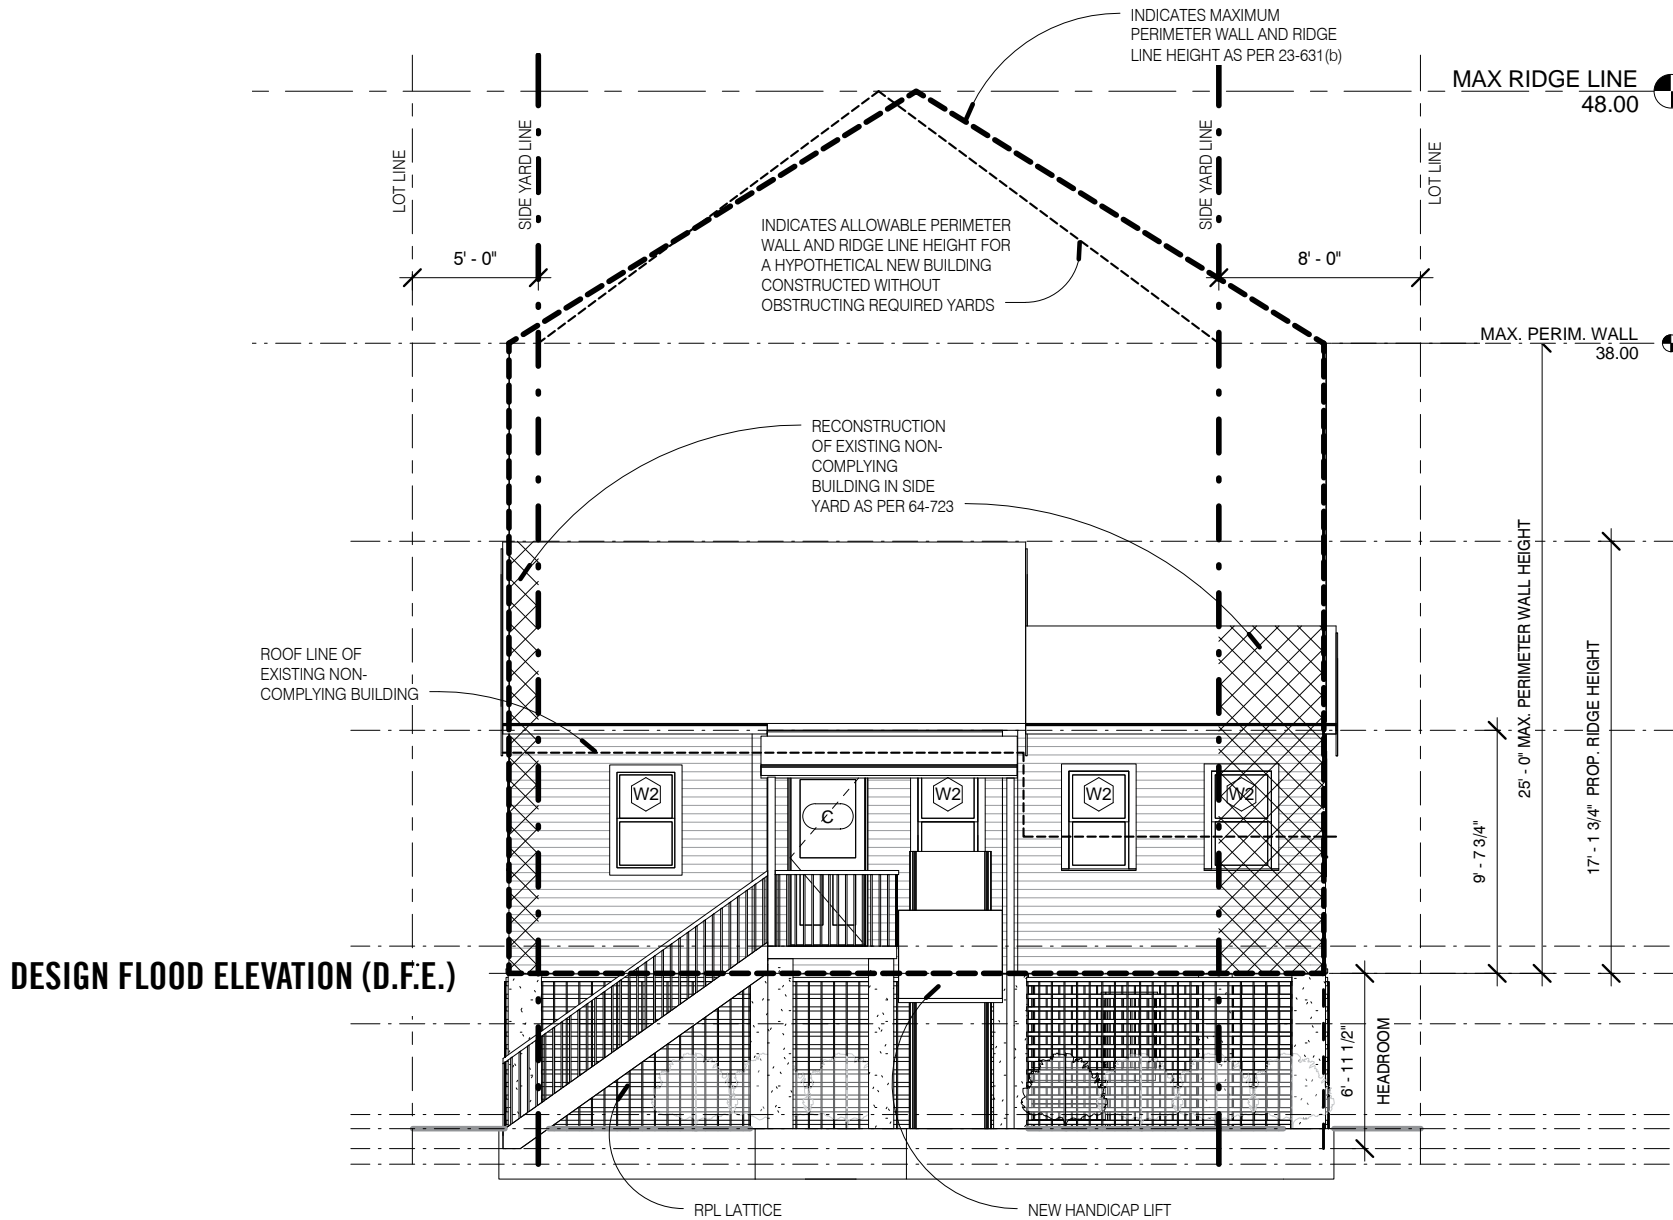 INDICATES MAXIMUM
PERIMETER WALL AND RIDGE
LINE HEIGHT AS PER 23-631(b)
MAX RIDGE LINE
48.00
LOT LINE
SIDE YARD LINE
SIDE YARD LINE
LOT LINE
INDICATES ALLOWABLE PERIMETER
WALL AND RIDGE LINE HEIGHT FOR
A HYPOTHETICAL NEW BUILDING
CONSTRUCTED WITHOUT
OBSTRUCTING REQUIRED YARDS
5' - 0"
8' - 0"
MAX. PERIM. WALL
38.00
RECONSTRUCTION
OF EXISTING NON-
COMPLYING
BUILDING IN SIDE
YARD AS PER 64-723
25' - 0" MAX. PERIMETER WALL HEIGHT
17' - 1 3/4" PROP. RIDGE HEIGHT
ROOF LINE OF
EXISTING NON-
COMPLYING BUILDING
W2
C
W2
W2
W2
9' - 7 3/4"
DESIGN FLOOD ELEVATION (D.F.E.)
6' - 11 1/2"
HEADROOM
RPL LATTICE
NEW HANDICAP LIFT